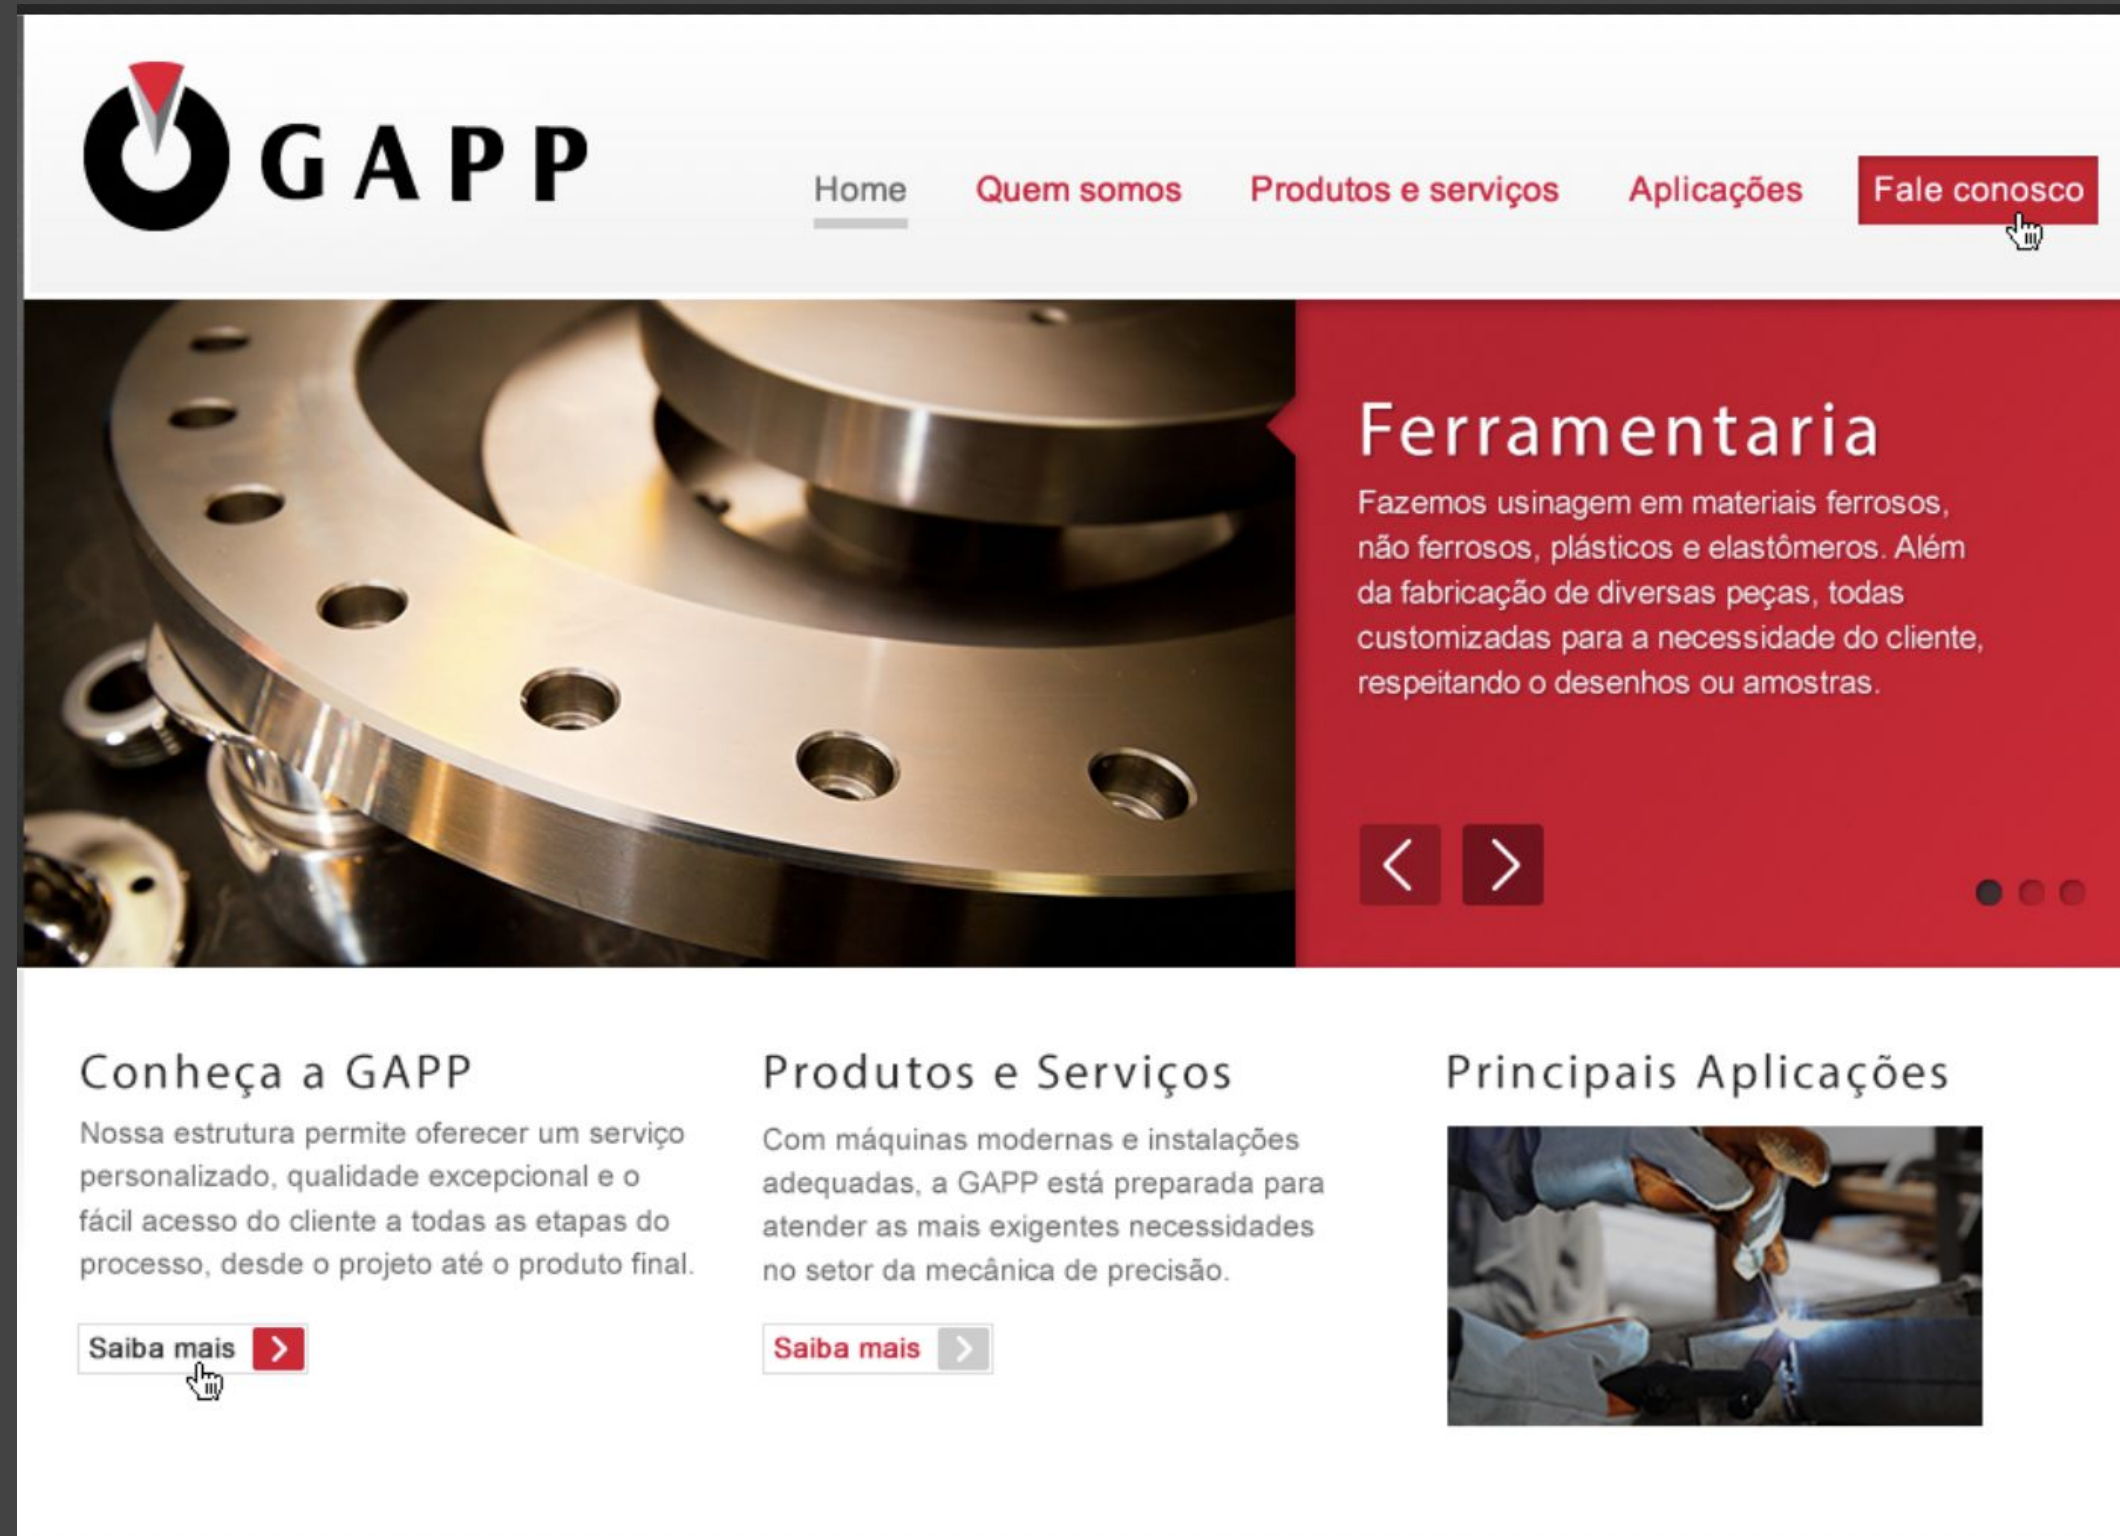 GAPP
Home Quem somos Produtos e serviços Aplicações Fale conosco
Ferramentaria
Fazemos usinagem em materiais ferrosos,
não ferrosos, plásticos e elastômeros. Além
da fabricação de diversas peças, todas
customizadas para a necessidade do cliente,
respeitando o desenhos ou amostras.
Conheça a GAPP
Nossa estrutura permite oferecer um serviço
personalizado, qualidade excepcional e o
fácil acesso do cliente a todas as etapas do
processo, desde o projeto até o produto final.
Saiba mais
Produtos e Serviços
Com máquinas modernas e instalações
adequadas, a GAPP está preparada para
atender as mais exigentes necessidades
no setor da mecânica de precisão.
Saiba mais
Principais Aplicações